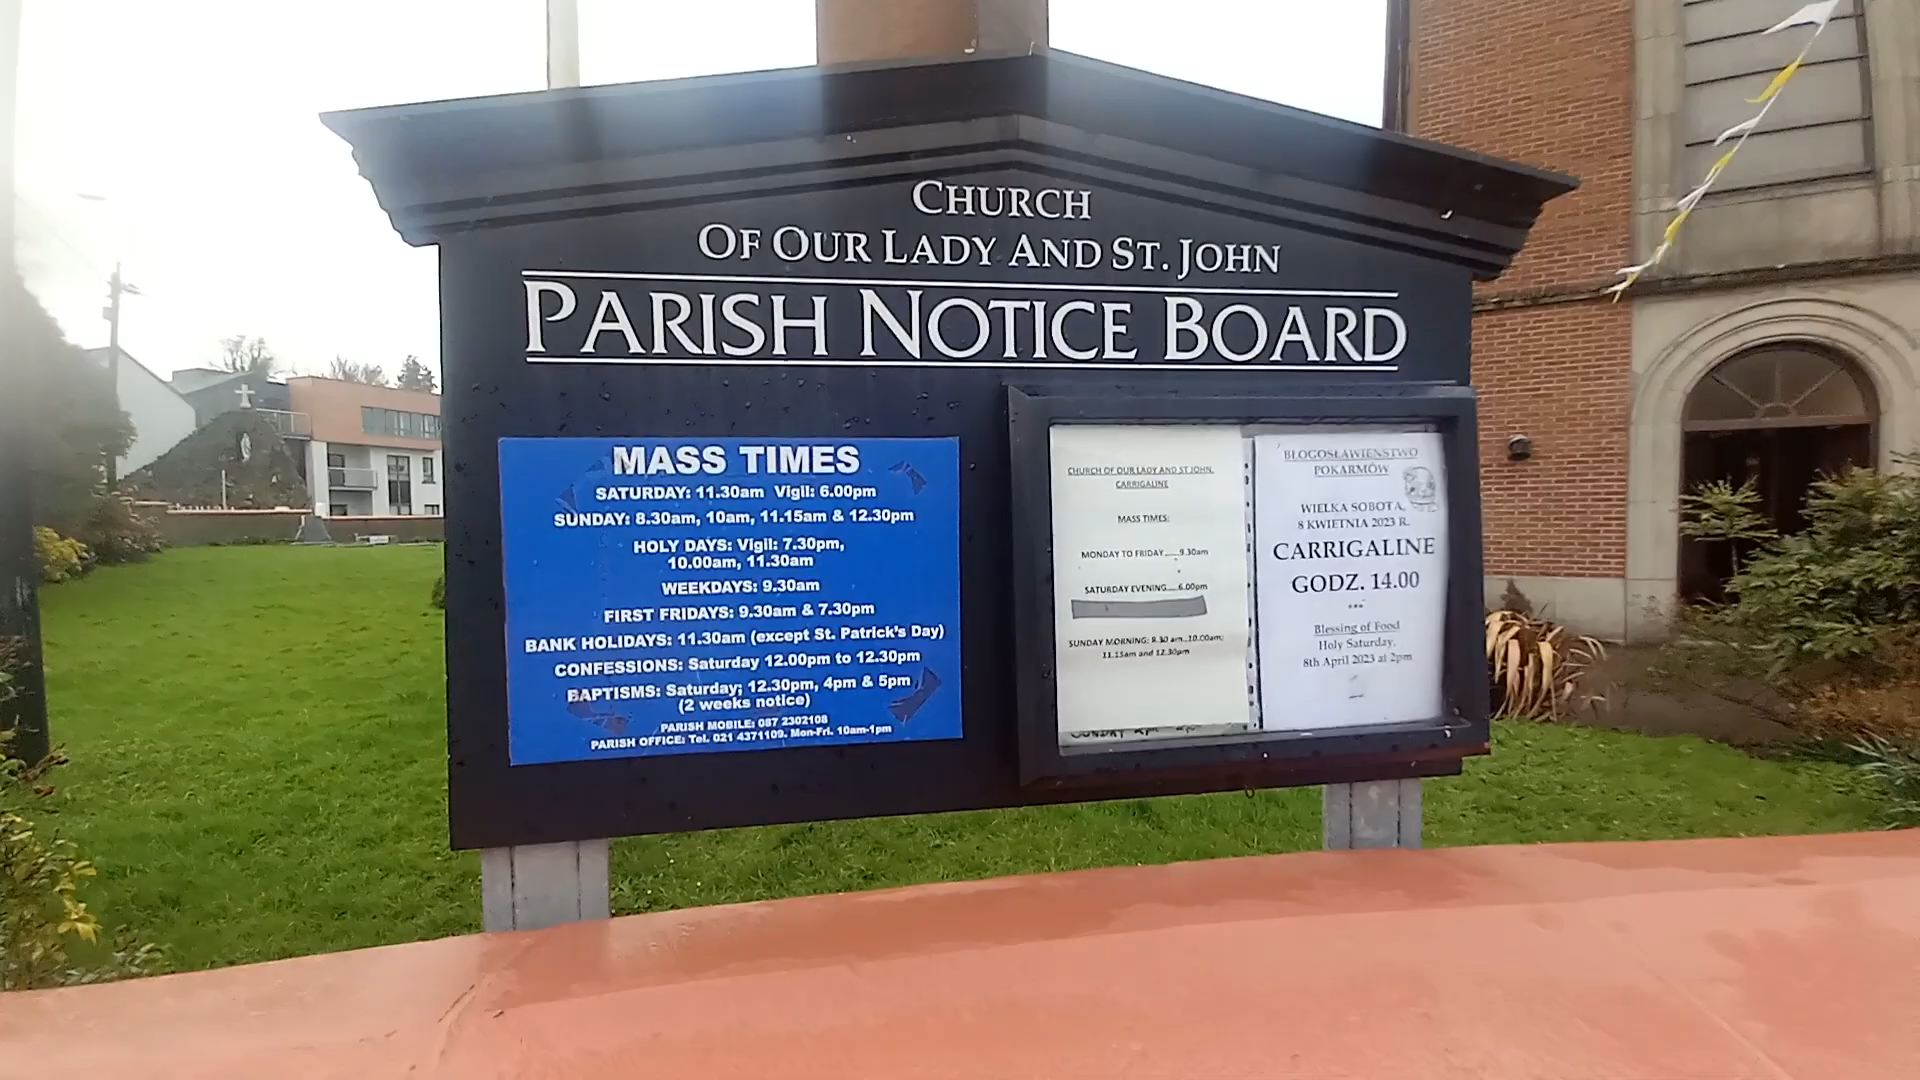 CHURCH
OF OUR LADY AND ST. JOHN
PARISH NOTICE BOARD
MASS TIMES
SATURDAY: 11.30am Vigil: 6.00pm
SUNDAY: 8.30am, 10am, 11.15am & 12.30pm
HOLY DAYS: Vigil: 7.30pm,
10.00am, 11.30am
WEEKDAYS: 9.30am
FIRST FRIDAYS: 9.30am & 7.30pm
BANK HOLIDAYS: 11.30am (except St. Patrick's Day)
CONFESSIONS: Saturday 12.00pm to 12.30pm
BAPTISMS: Saturday; 12.30pm, 4pm & 5pm
(2 weeks notice)
PARISH MOBILE: 087 2302108
PARISH OFFICE: Tel. 021 4371109. Mon-Fri. 10am-1pm
CHURCH OF OUR LADY AND ST JOHN,
CARRIGALINE
MASS TIMES:
MONDAY TO FRIDAY.....9.30am
SATURDAY EVENING.....6.00pm
SUNDAY MORNING: 8.30 am..10.00am;
11.15am and 12.30pm
SUNDAY
BŁOGOSŁAWIEŃSTWO
POKARMÓW
WIELKA SOBOTA,
8 KWIETNIA 2023 R.
CARRIGALINE
GODZ. 14.00
***
Blessing of Food
Holy Saturday,
8th April 2023 at 2pm